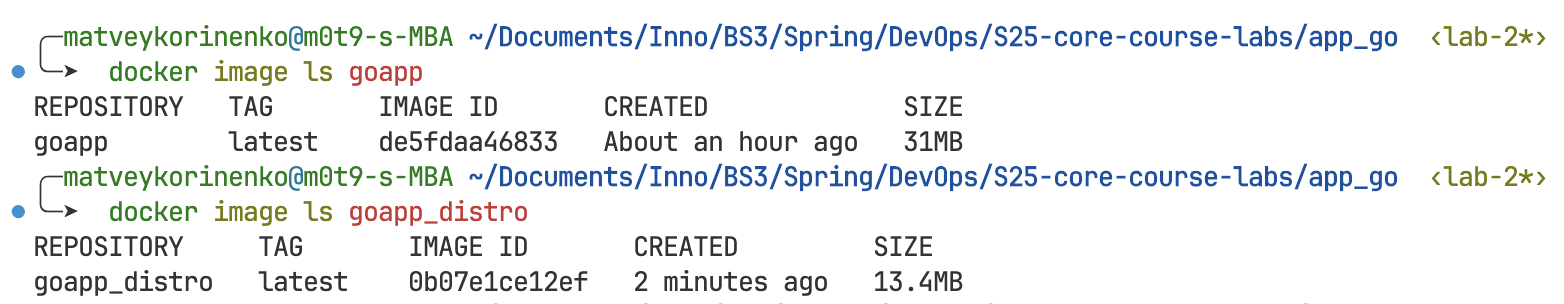 matveykorinenko@m0t9-s-MBA ~/Documents/Inno/BS3/Spring/DevOps/S25-core-course-labs/app_go ‹lab-2*›
╰─➤ docker image ls goapp
REPOSITORY TAG IMAGE ID CREATED SIZE
goapp latest de5fdaa46833 About an hour ago 31MB
matveykorinenko@m0t9-s-MBA ~/Documents/Inno/BS3/Spring/DevOps/S25-core-course-labs/app_go ‹lab-2*›
╰─➤ docker image ls goapp_distro
REPOSITORY TAG IMAGE ID CREATED SIZE
goapp_distro latest 0b07e1ce12ef 2 minutes ago 13.4MB